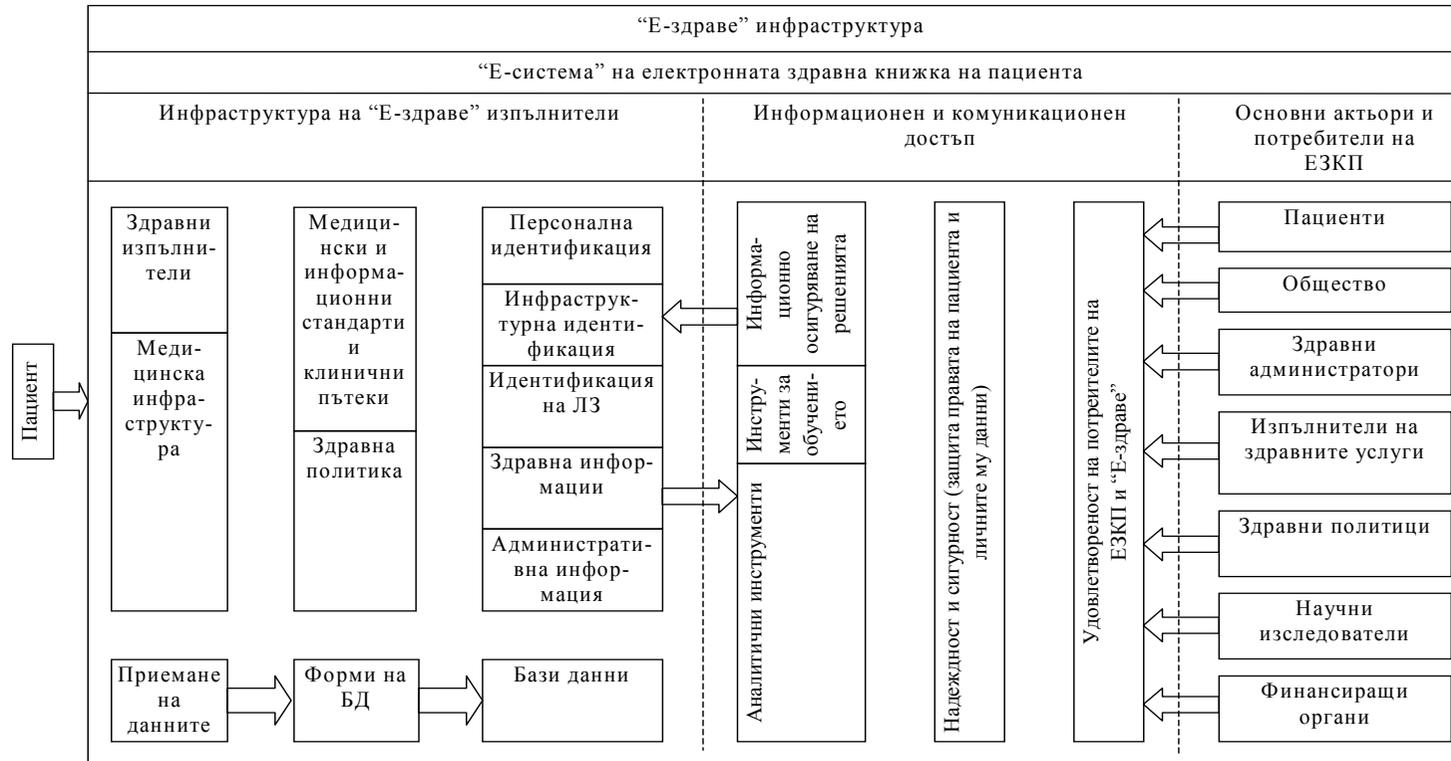 “Е-здраве” инфраструктура
“Е-система” на електронната здравна книжка на пациента
Инфраструктура на “Е-здраве” изпълнители
Информационен и комуникационен
достъп
Основни актьори и
потребители на
ЕЗКП
Пациент
Здравни
изпълни-
тели
Меди-
цинска
инфра-
структу-
ра
Медици-
нски и
информа-
ционни
стандарти
и
клинични
пътеки
Здравна
политика
Персонална
идентификация
Инфраструк-
турна иденти-
фикация
Идентификация
на ЛЗ
Здравна инфор-
мации
Администрати-
вна инфор-
мация
Приемане
на
данните
Форми на
БД
Бази данни
Информа-
ционно
осигуряване на
решенията
Инстру-
менти за
обучени-
ето
Аналитични инструменти
Надеждност и сигурност (защита правата на пациента и
личните му данни)
Удовлетвореност на потреителите на
ЕЗКП и “Е-здраве”
Пациенти
Общество
Здравни
администратори
Изпълнители на
здравните услуги
Здравни политици
Научни
изследователи
Финансиращи
органи